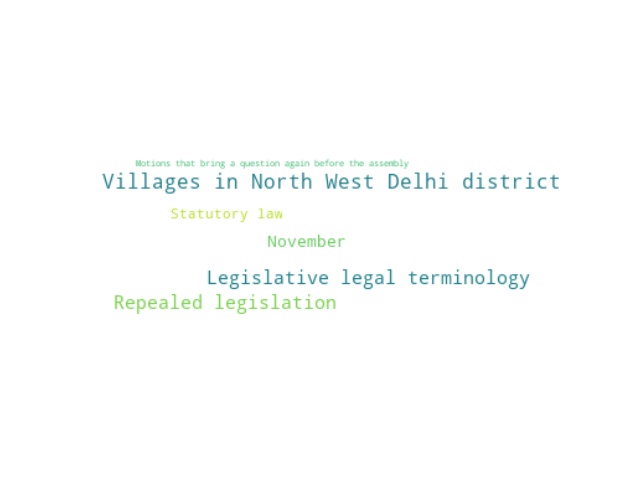 Motions that bring a question again before the assembly
Villages in North West Delhi district
Statutory law
November
Legislative legal terminology
Repealed legislation